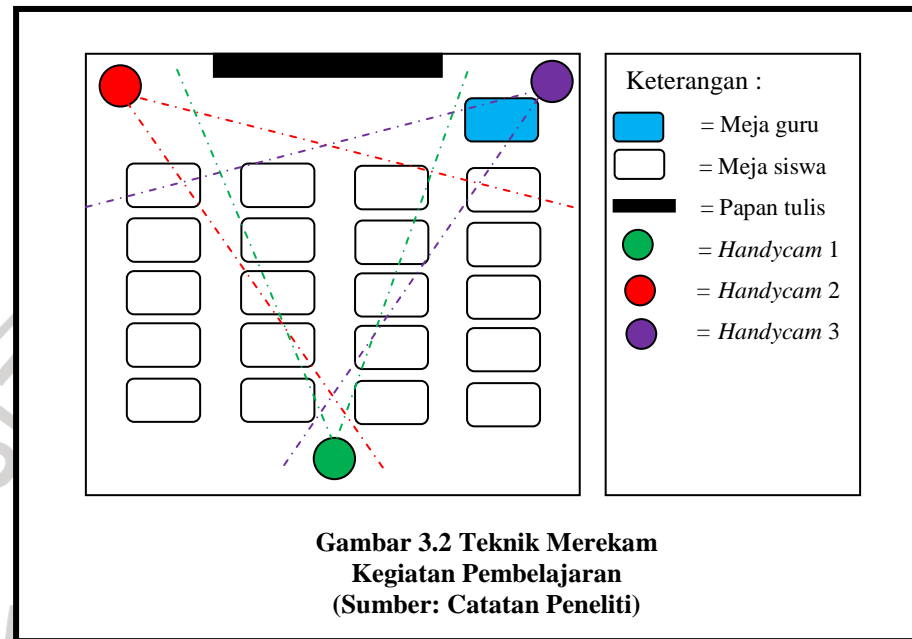 Keterangan :
= Meja guru
= Meja siswa
= Papan tulis
= Handycam 1
= Handycam 2
= Handycam 3
Gambar 3.2 Teknik Merekam
Kegiatan Pembelajaran
(Sumber: Catatan Peneliti)